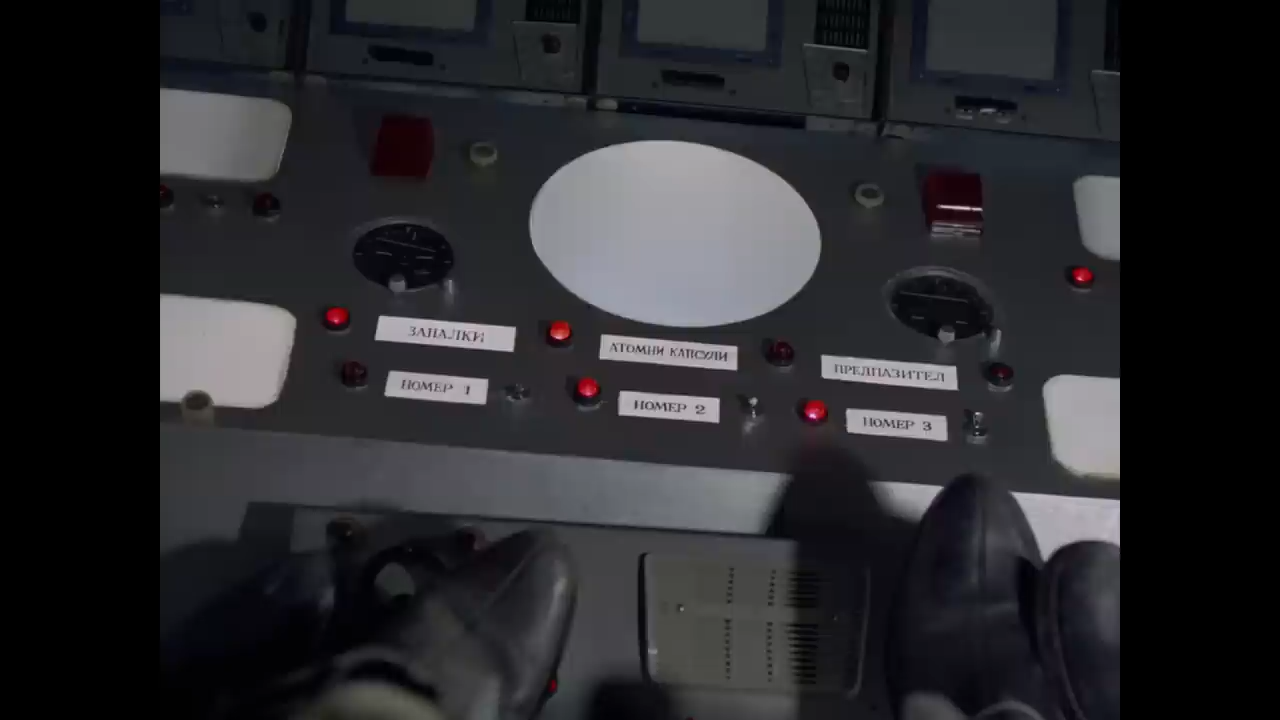 ЗАПАЛКИ
АТОМНИ КАПСУЛИ
ПРЕДПАЗИТЕЛ
НОМЕР 1
НОМЕР 2
НОМЕР 3